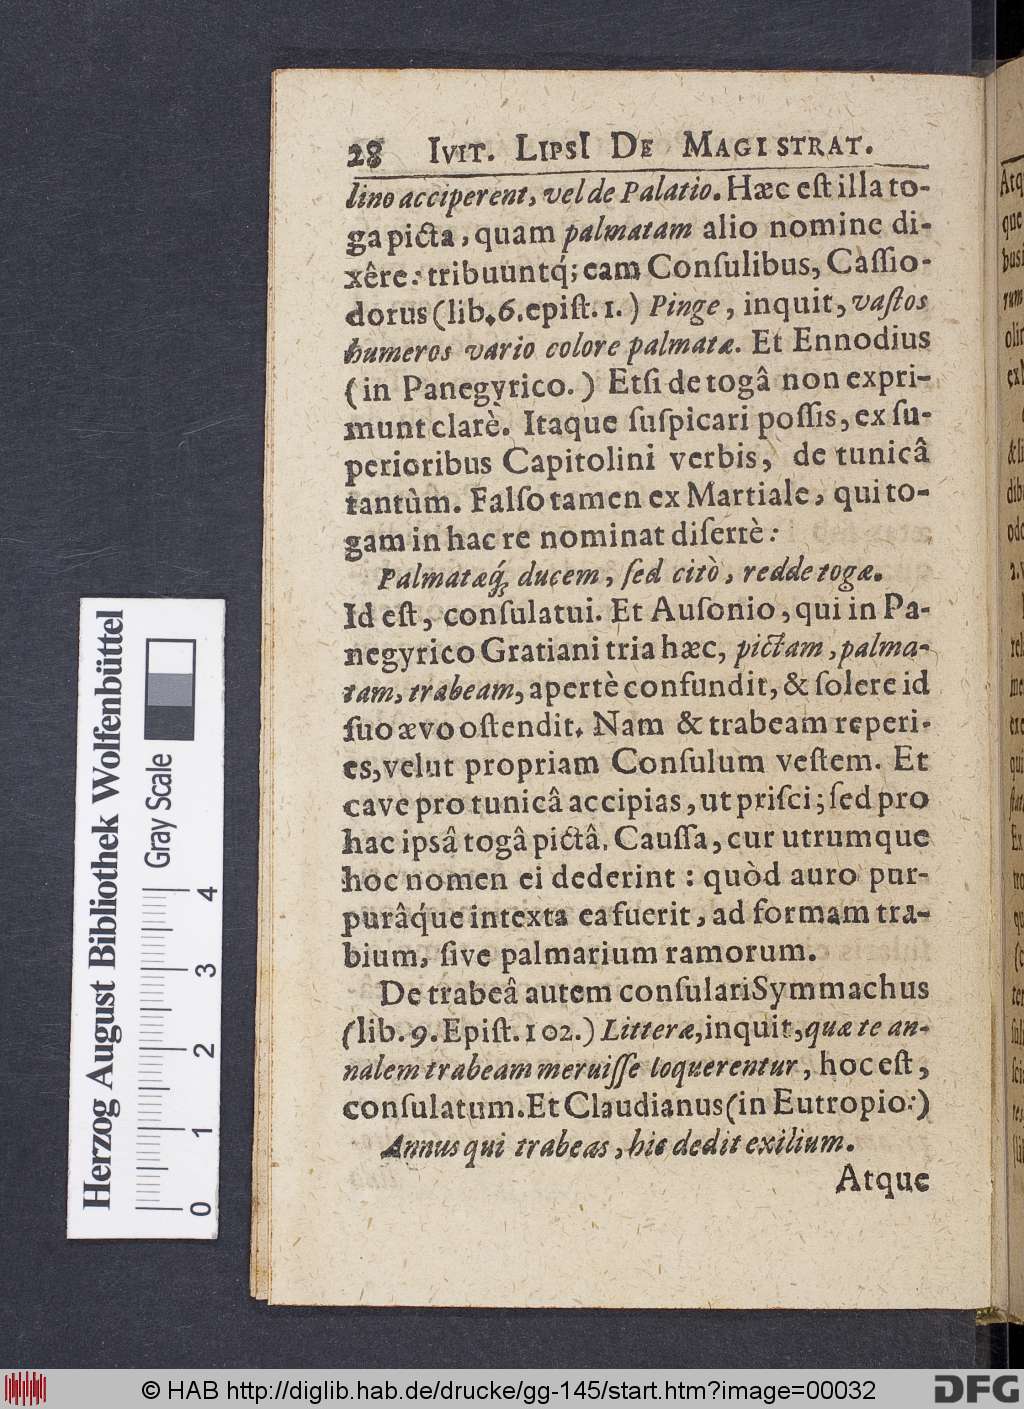 28 IVIT. LIPSI DE MAGISTRAT.
lino acciperent, vel de Palatio. Hæc eſt illa to-
ga picta, quam palmatam alio nomine di-
xêre: tribuuntq́; eam Conſulibus, Caſſio-
dorus (lib. 6. epiſt. 1.) Pinge, inquit, vaſtos
humeros vario colore palmatæ. Et Ennodius
(in Panegyrico.) Etſi de togâ non expri-
munt clarè. Itaque ſuſpicari poſſis, ex ſu-
perioribus Capitolini verbis, de tunicâ
tantùm. Falſo tamen ex Martiale, qui to-
gam in hac re nominat diſertè:
Palmatæq́; ducem, ſed citò, redde togæ.
Id eſt, conſulatui. Et Auſonio, qui in Pa-
negyrico Gratiani tria hæc, pictam, palma-
tam, trabeam, apertè confundit, & ſolere id
ſuo ævo oſtendit. Nam & trabeam reperi-
es, velut propriam Conſulum veſtem. Et
cave pro tunicâ accipias, ut priſci; ſed pro
hac ipsâ togâ pictâ. Cauſſa, cur utrumque
hoc nomen ei dederint: quòd auro pur-
purâq́ue intexta ea fuerit, ad formam tra-
bium, ſive palmarium ramorum.
De trabeâ autem conſulari Symmachus
(lib. 9. Epiſt. 102.) Litteræ, inquit, quæ te an-
nalem trabeam meruiſſe loquerentur, hoc eſt,
conſulatum. Et Claudianus (in Eutropio:)
Annus qui trabeas, hic dedit exilium.
Atque
Herzog August Bibliothek Wolfenbüttel
Gray Scale
0 1 2 3 4
© HAB http://diglib.hab.de/drucke/gg-145/start.htm?image=00032
DFG